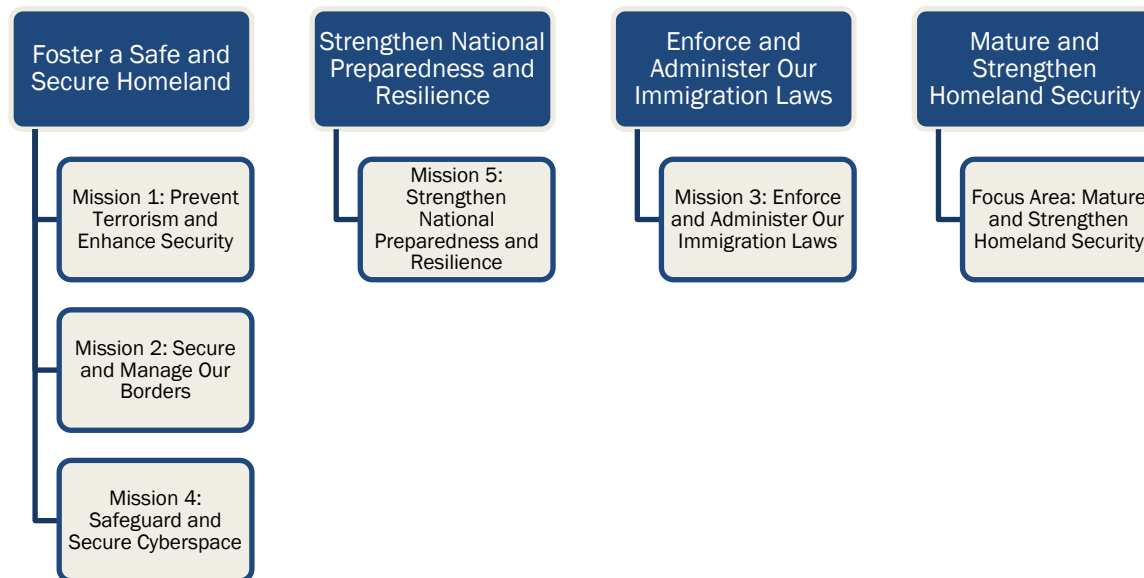 Foster a Safe and
Secure Homeland
Mission 1: Prevent
Terrorism and
Enhance Security
Mission 2: Secure
and Manage Our
Borders
Mission 4:
Safeguard and
Secure Cyberspace
Strengthen National
Preparedness and
Resilience
Mission 5:
Strengthen
National
Preparedness and
Resilience
Enforce and
Administer Our
Immigration Laws
Mission 3: Enforce
and Administer Our
Immigration Laws
Mature and
Strengthen
Homeland Security
Focus Area: Mature
and Strengthen
Homeland Security